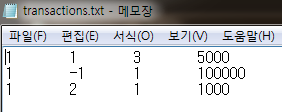 transactions.txt - 메모장
파일(F) 편집(E) 서식(O) 보기(V) 도움말(H)
1 1 3 5000
1 -1 1 100000
1 2 1 1000